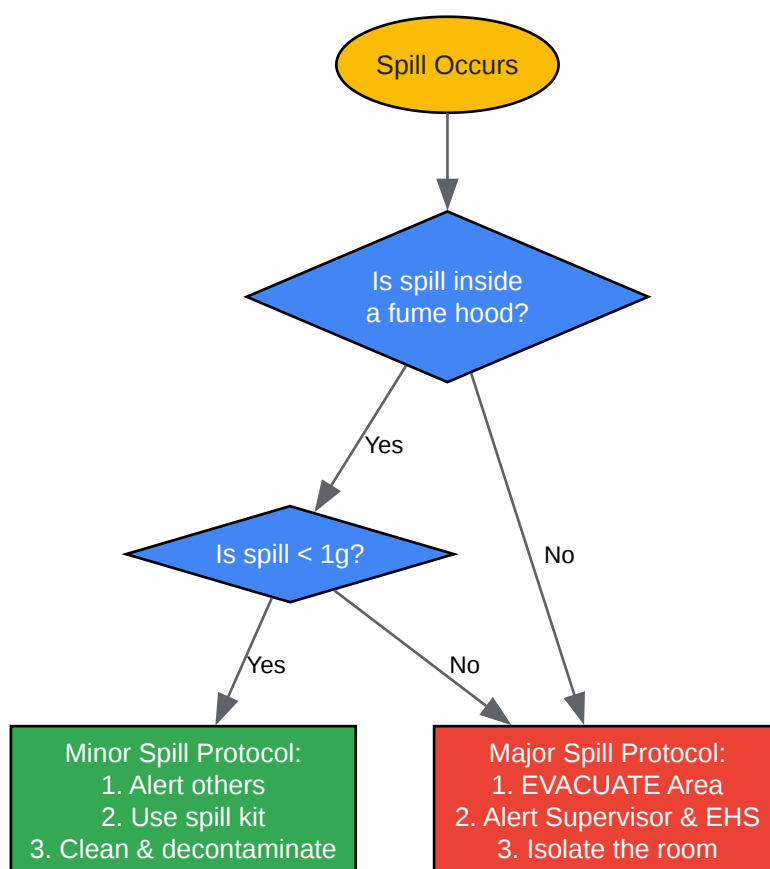 Spill Occurs
Is spill inside
a fume hood?
Yes
No
Is spill < 1g?
Yes
No
Minor Spill Protocol:
1. Alert others
2. Use spill kit
3. Clean & decontaminate
Major Spill Protocol:
1. EVACUATE Area
2. Alert Supervisor & EHS
3. Isolate the room